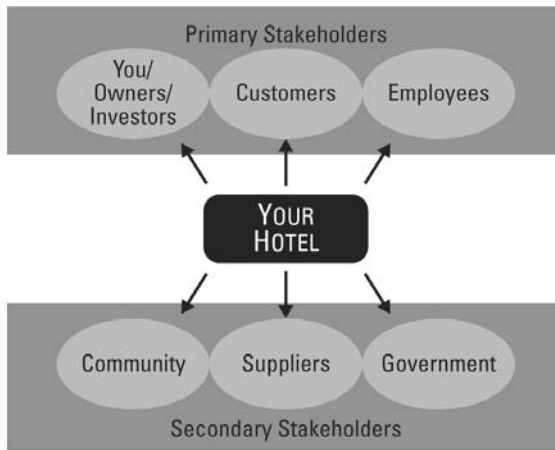 Primary Stakeholders
You/
Owners/
Investors
Customers
Employees
YOUR
HOTEL
Community
Suppliers
Government
Secondary Stakeholders